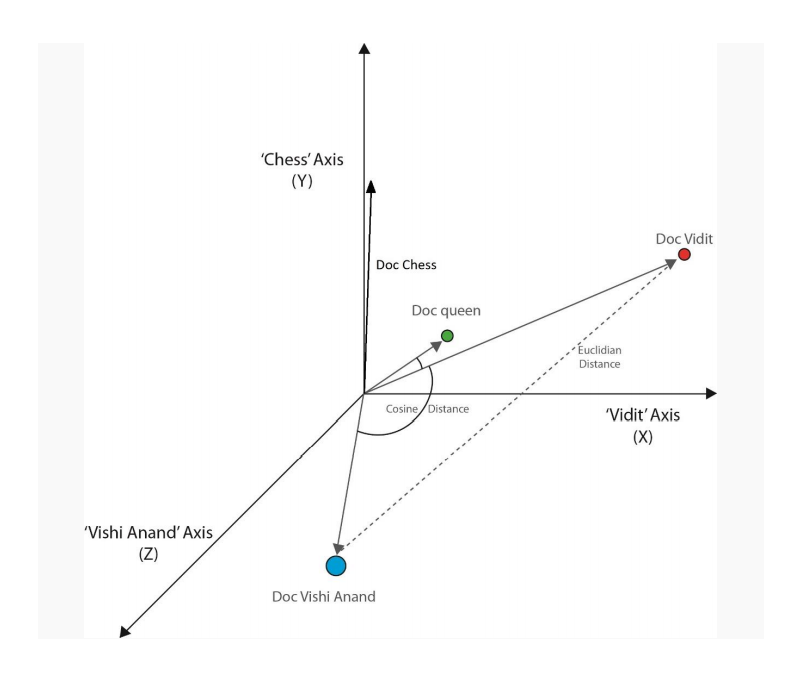 'Chess' Axis
(Y)
Doc Vidit
Doc Chess
Doc queen
Euclidian
Distance
Cosine Distance
'Vidit' Axis
(X)
'Vishi Anand' Axis
(Z)
Doc Vishi Anand